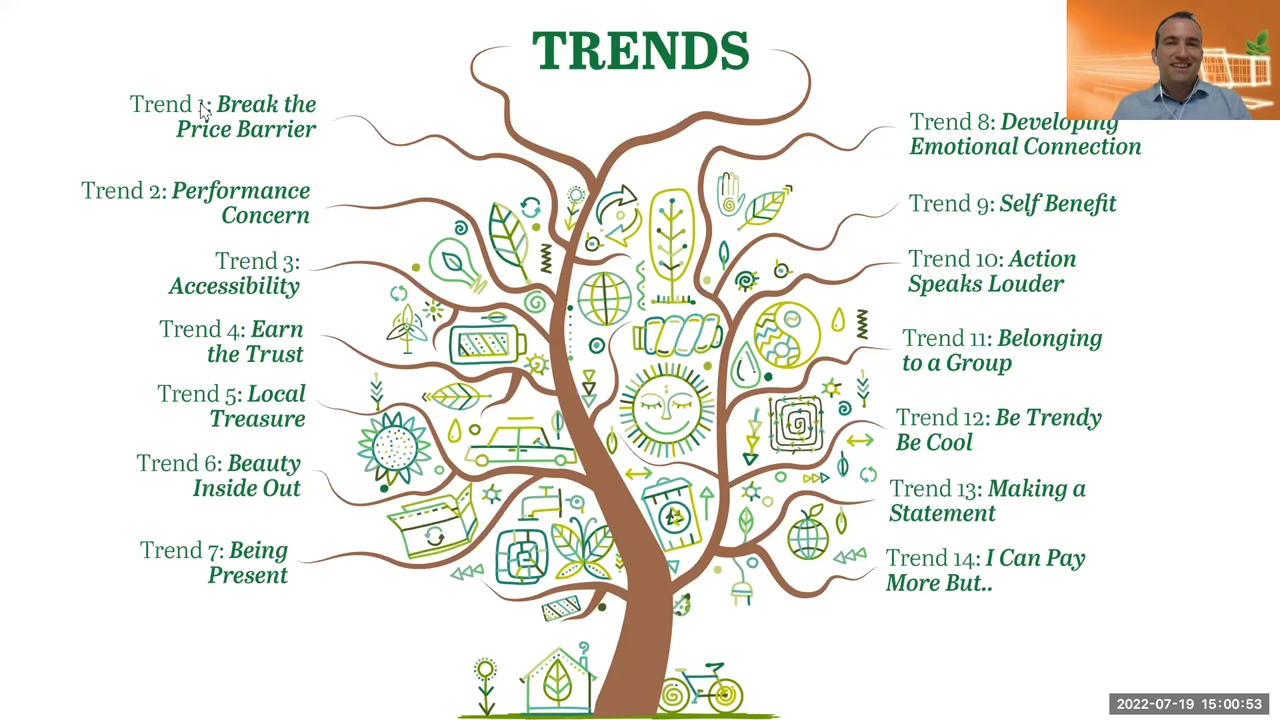 TRENDS
Trend 1: Break the
Price Barrier
Trend 2: Performance
Concern
Trend 3:
Accessibility
Trend 4: Earn
the Trust
Trend 5: Local
Treasure
Trend 6: Beauty
Inside Out
Trend 7: Being
Present
Trend 8: Developing
Emotional Connection
Trend 9: Self Benefit
Trend 10: Action
Speaks Louder
Trend 11: Belonging
to a Group
Trend 12: Be Trendy
Be Cool
Trend 13: Making a
Statement
Trend 14: I Can Pay
More But..
2022-07-19 15:00:53